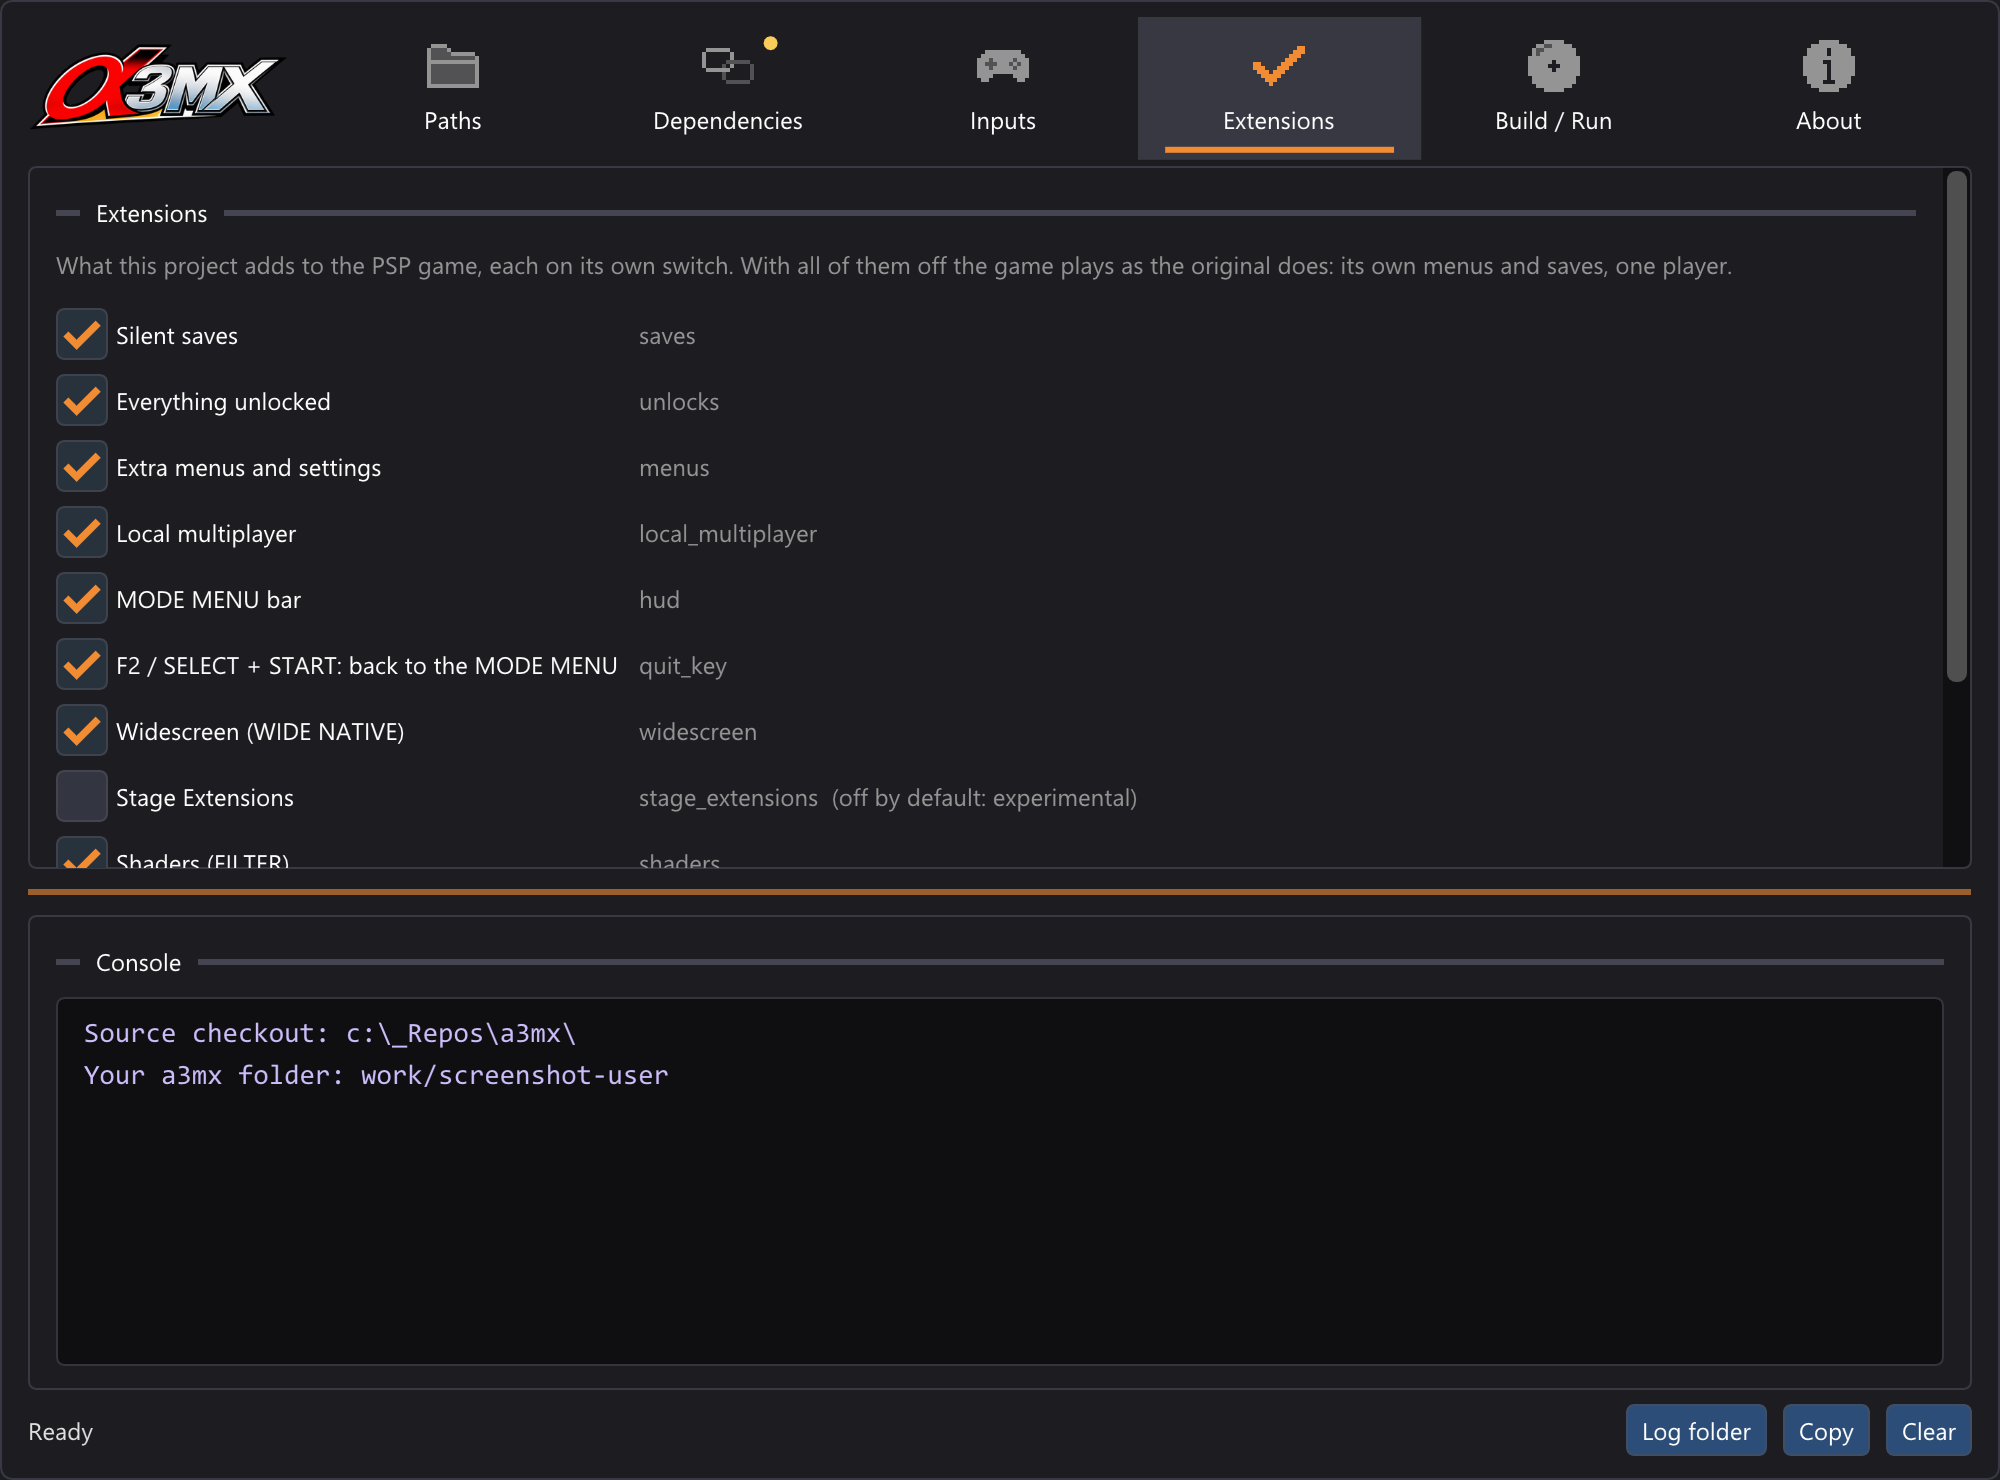 α3MX
Paths
Dependencies
Inputs
Extensions
Build / Run
About
Extensions
What this project adds to the PSP game, each on its own switch. With all of them off the game plays as the original does: its own menus and saves, one player.
Silent saves saves
Everything unlocked unlocks
Extra menus and settings menus
Local multiplayer local_multiplayer
MODE MENU bar hud
F2 / SELECT + START: back to the MODE MENU quit_key
Widescreen (WIDE NATIVE) widescreen
Stage Extensions stage_extensions (off by default: experimental)
Shaders (FILTER) shaders
Console
Source checkout: c:\_Repos\a3mx\
Your a3mx folder: work/screenshot-user
Ready
Log folder
Copy
Clear